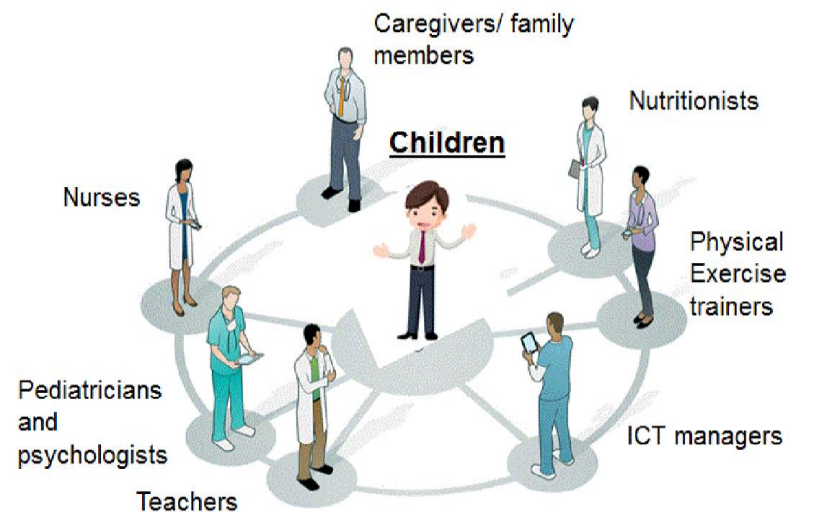 Caregivers/ family
members
Nutritionists
Children
Nurses
Physical
Exercise
trainers
Pediatricians
and
psychologists
ICT managers
Teachers